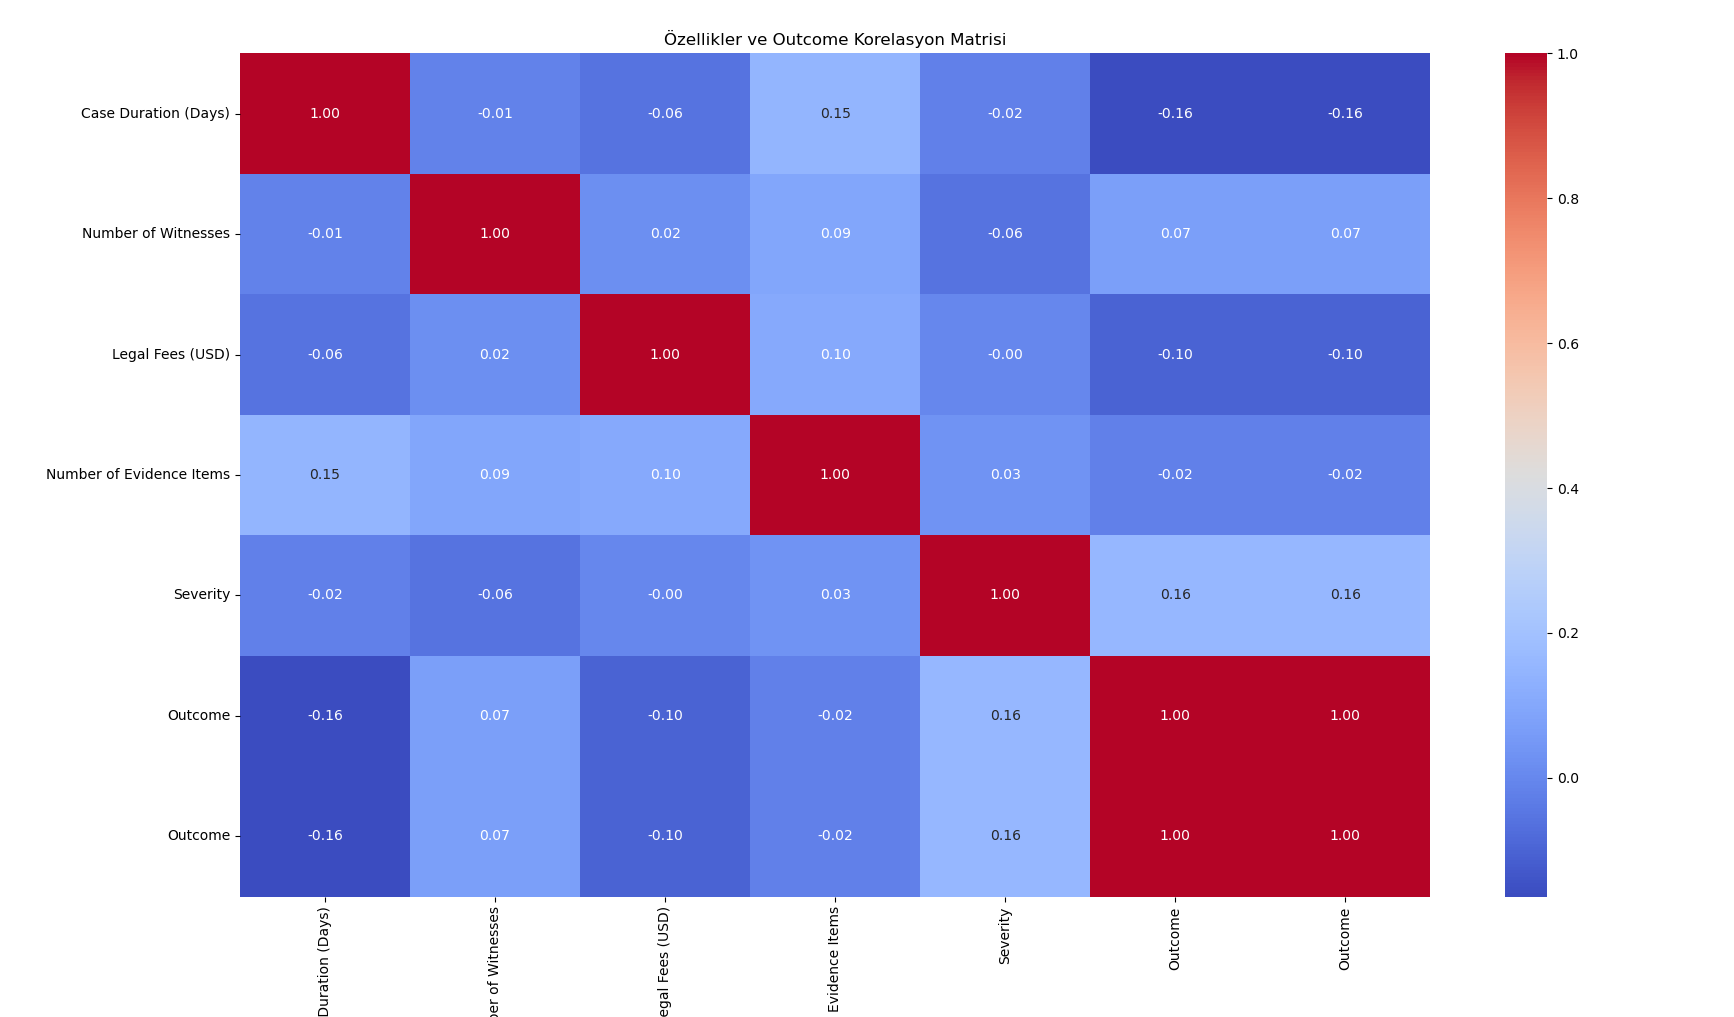 Özellikler ve Outcome Korelasyon Matrisi
Case Duration (Days) 1.00 -0.01 -0.06 0.15 -0.02 -0.16 -0.16
Number of Witnesses -0.01 1.00 0.02 0.09 -0.06 0.07 0.07
Legal Fees (USD) -0.06 0.02 1.00 0.10 -0.00 -0.10 -0.10
Number of Evidence Items 0.15 0.09 0.10 1.00 0.03 -0.02 -0.02
Severity -0.02 -0.06 -0.00 0.03 1.00 0.16 0.16
Outcome -0.16 0.07 -0.10 -0.02 0.16 1.00 1.00
Outcome -0.16 0.07 -0.10 -0.02 0.16 1.00 1.00
Duration (Days)
ber of Witnesses
egal Fees (USD)
Evidence Items
Severity
Outcome
Outcome
1.0
0.8
0.6
0.4
0.2
0.0